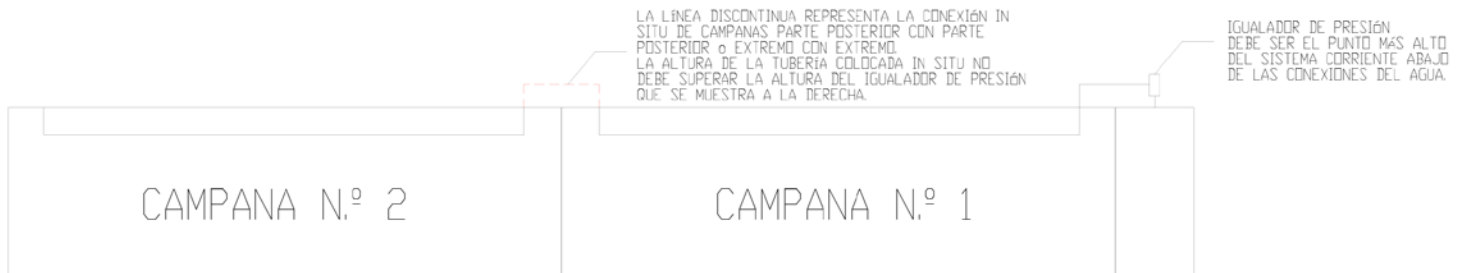 LA LÍNEA DISCONTINUA REPRESENTA LA CONEXIÓN IN
SITU DE CAMPANAS PARTE POSTERIOR CON PARTE
POSTERIOR o EXTREMO CON EXTREMO.
LA ALTURA DE LA TUBERÍA COLOCADA IN SITU NO
DEBE SUPERAR LA ALTURA DEL IGUALADOR DE PRESIÓN
QUE SE MUESTRA A LA DERECHA.
IGUALADOR DE PRESIÓN
DEBE SER EL PUNTO MÁS ALTO
DEL SISTEMA CORRIENTE ABAJO
DE LAS CONEXIONES DEL AGUA.
CAMPANA N.º 2
CAMPANA N.º 1